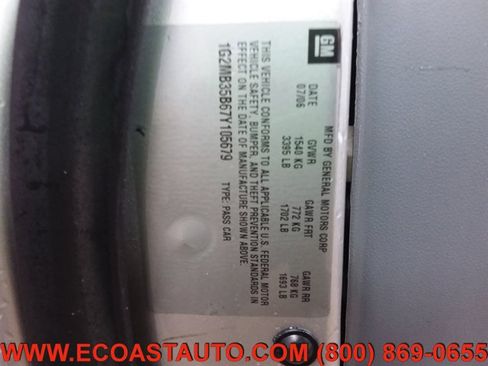 GM
MFD BY GENERAL MOTORS CORP
DATE GVWR GAWR FRT GAWR RR
07/06 1540 KG 772 KG 768 KG
3395 LB 1702 LB 1693 LB
THIS VEHICLE CONFORMS TO ALL APPLICABLE U.S. FEDERAL MOTOR
VEHICLE SAFETY, BUMPER, AND THEFT PREVENTION STANDARDS IN
EFFECT ON THE DATE OF MANUFACTURE SHOWN ABOVE.
1G2MB35B67Y105679 TYPE: PASS CAR
WWW.ECOASTAUTO.COM (800) 869-0655